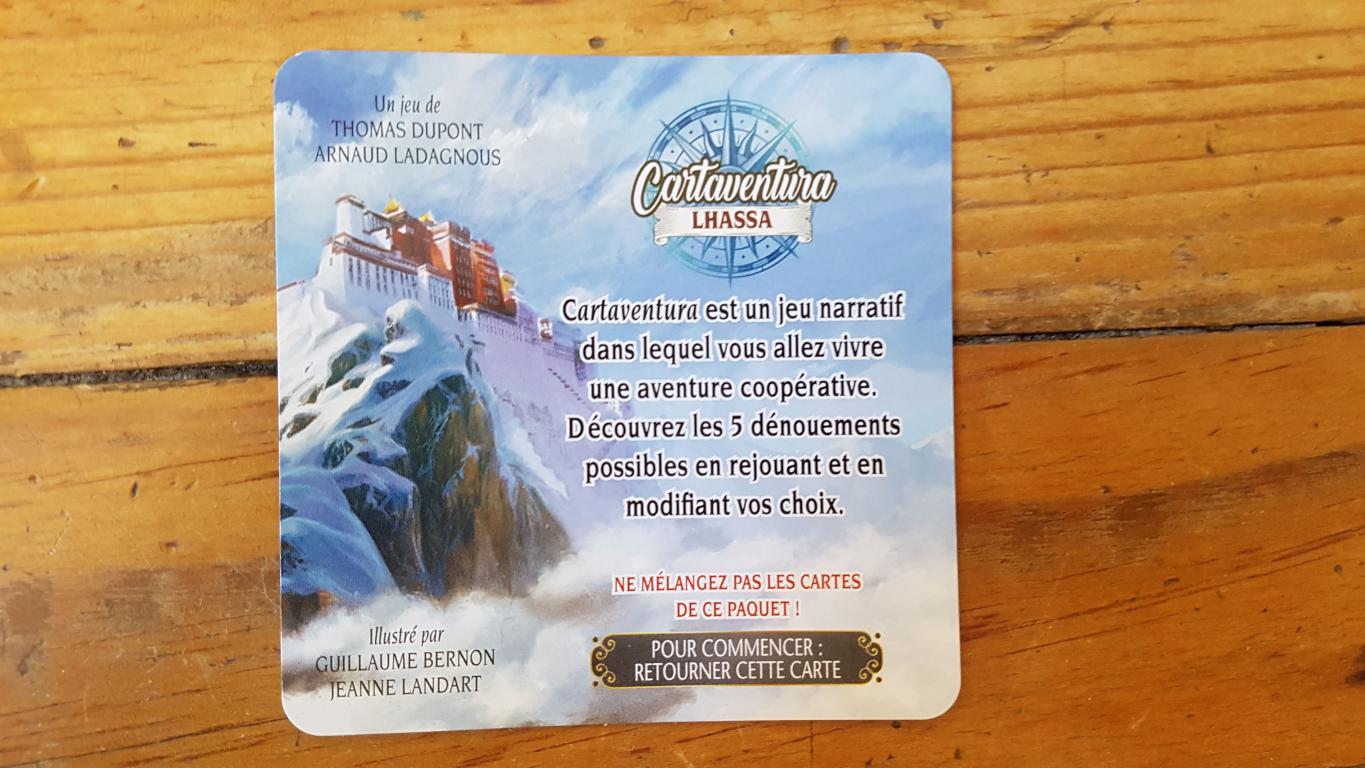 Un jeu de
THOMAS DUPONT
ARNAUD LADAGNOUS
Cartaventura
LHASSA
Cartaventura est un jeu narratif
dans lequel vous allez vivre
une aventure coopérative.
Découvrez les 5 dénouements
possibles en rejouant et en
modifiant vos choix.
NE MÉLANGEZ PAS LES CARTES
DE CE PAQUET !
POUR COMMENCER :
RETOURNER CETTE CARTE
Illustré par
GUILLAUME BERNON
JEANNE LANDART